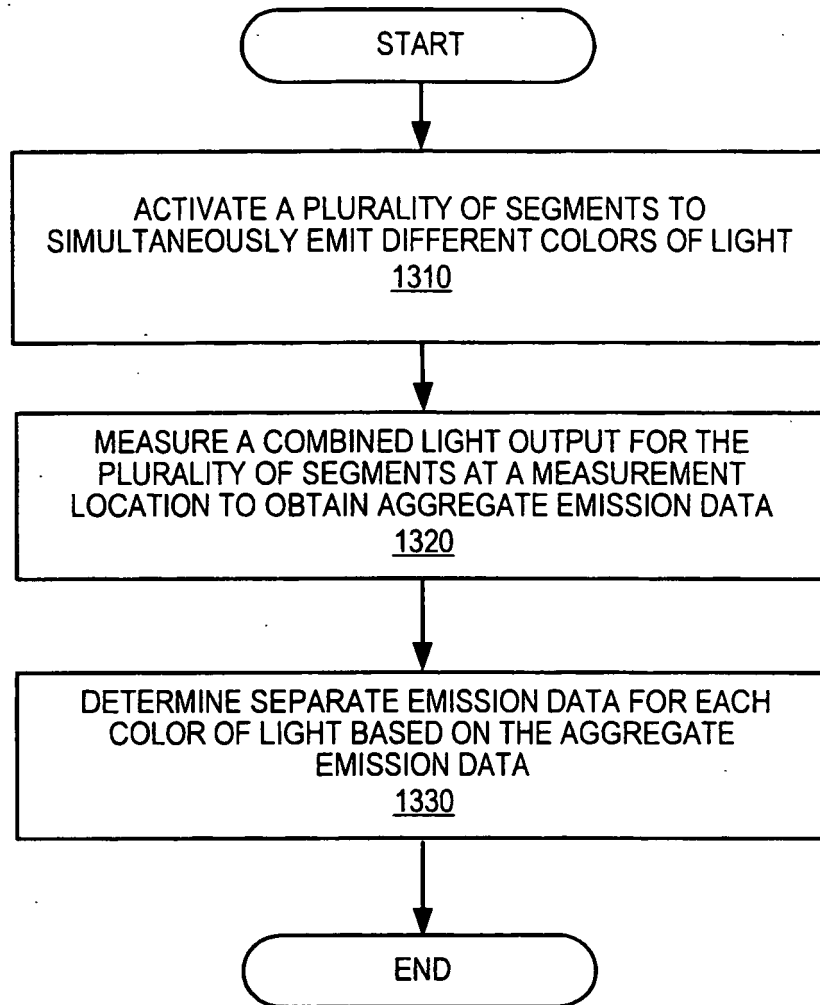 START
ACTIVATE A PLURALITY OF SEGMENTS TO
SIMULTANEOUSLY EMIT DIFFERENT COLORS OF LIGHT
1310
MEASURE A COMBINED LIGHT OUTPUT FOR THE
PLURALITY OF SEGMENTS AT A MEASUREMENT
LOCATION TO OBTAIN AGGREGATE EMISSION DATA
1320
DETERMINE SEPARATE EMISSION DATA FOR EACH
COLOR OF LIGHT BASED ON THE AGGREGATE
EMISSION DATA
1330
END